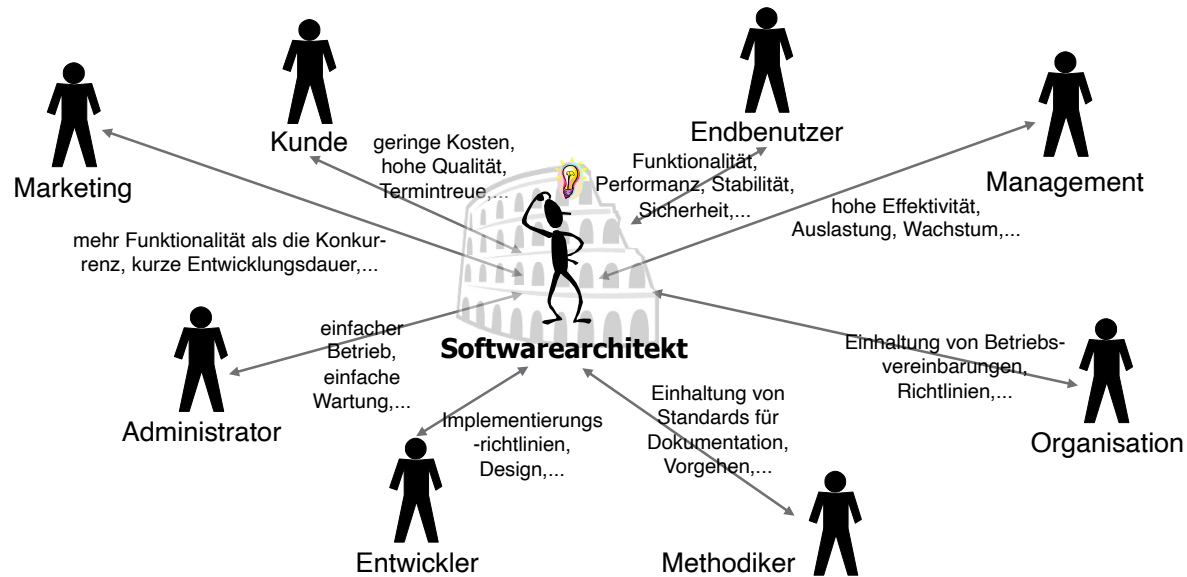 Kunde
geringe Kosten,
hohe Qualität,
Termintreue,...
Endbenutzer
Funktionalität,
Performanz, Stabilität,
Sicherheit,...
Marketing
Management
hohe Effektivität,
Auslastung, Wachstum,...
mehr Funktionalität als die Konkur-
renz, kurze Entwicklungsdauer,...
Softwarearchitekt
einfacher
Betrieb,
einfache
Wartung,...
Administrator
Einhaltung von Betriebs-
vereinbarungen,
Richtlinien,...
Organisation
Implementierungs
-richtlinien,
Design,...
Entwickler
Einhaltung von
Standards für
Dokumentation,
Vorgehen,...
Methodiker